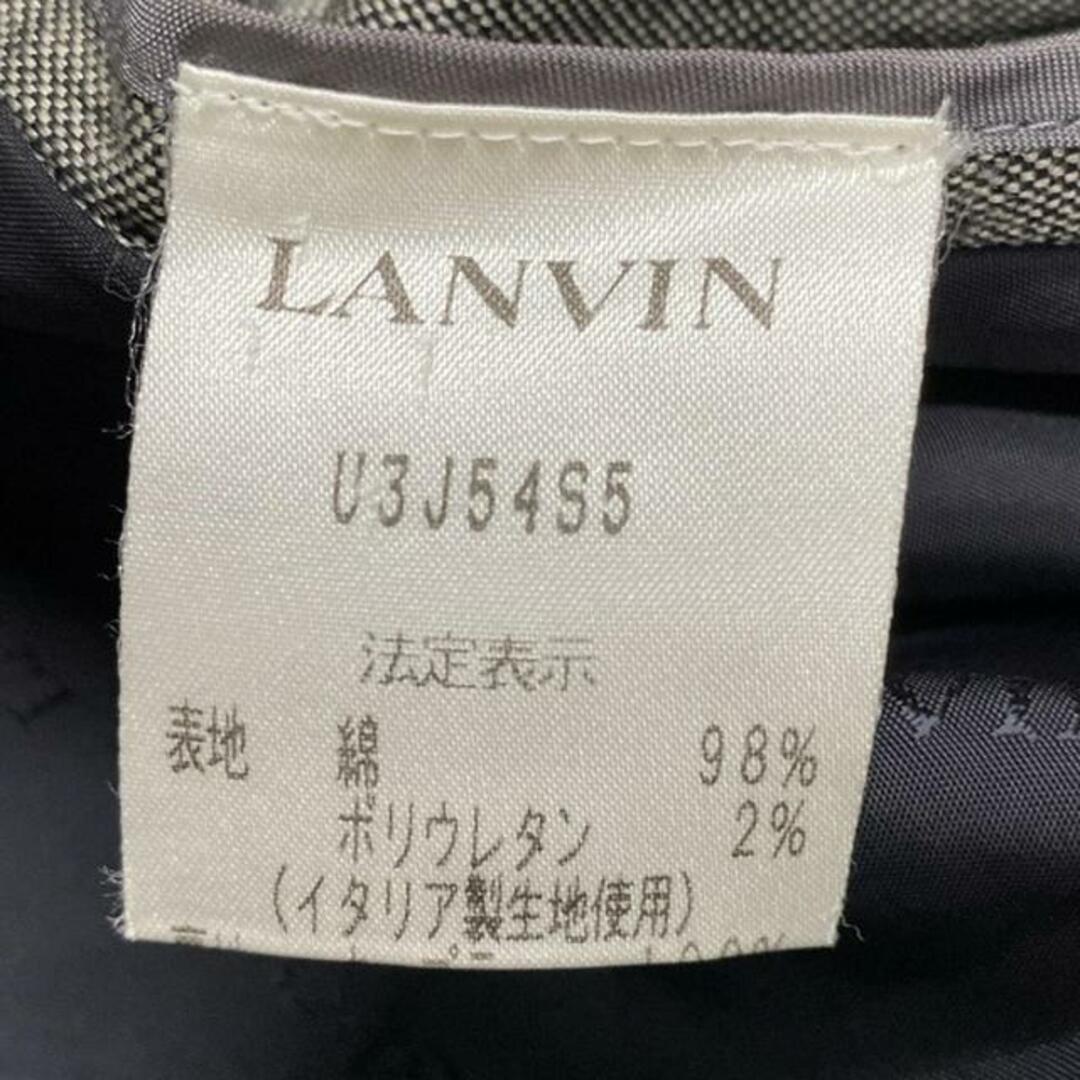 LANVIN
U3J54S5
法定表示
表地 綿 98%
ポリウレタン 2%
(イタリア製生地使用)